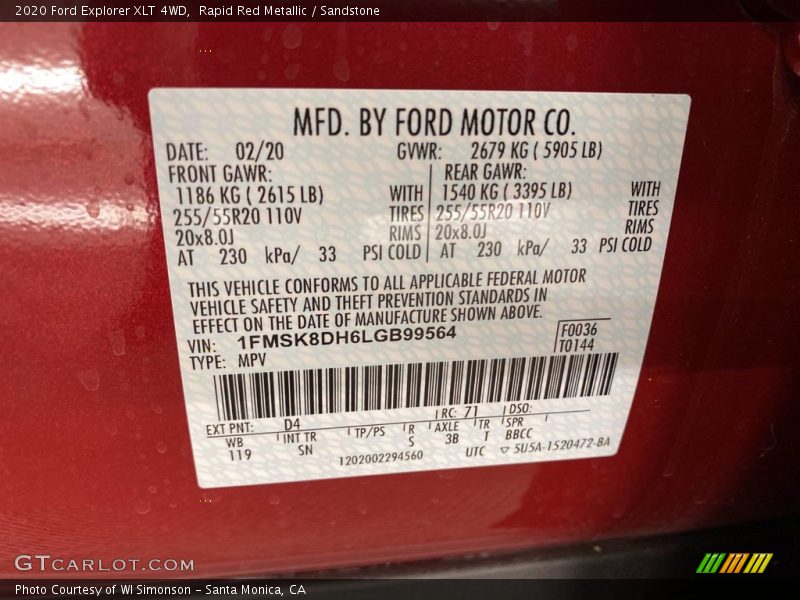 2020 Ford Explorer XLT 4WD, Rapid Red Metallic / Sandstone
MFD. BY FORD MOTOR CO.
DATE: 02/20 GVWR: 2679 KG ( 5905 LB)
FRONT GAWR: REAR GAWR:
1186 KG ( 2615 LB) WITH 1540 KG ( 3395 LB) WITH
255/55R20 110V TIRES 255/55R20 110V TIRES
20x8.0J RIMS 20x8.0J RIMS
AT 230 kPa/ 33 PSI COLD AT 230 kPa/ 33 PSI COLD
THIS VEHICLE CONFORMS TO ALL APPLICABLE FEDERAL MOTOR
VEHICLE SAFETY AND THEFT PREVENTION STANDARDS IN
EFFECT ON THE DATE OF MANUFACTURE SHOWN ABOVE.
VIN: 1FMSK8DH6LGB99564 F0036
TYPE: MPV T0144
EXT PNT: D4 RC: 71 DSO:
WB INT TR TP/PS R AXLE TR SPR
119 SN S 3B T BBCC
1202002294560 UTC ▽ 5U5A-1520472-BA
GTCARLOT.COM
Photo Courtesy of WI Simonson - Santa Monica, CA